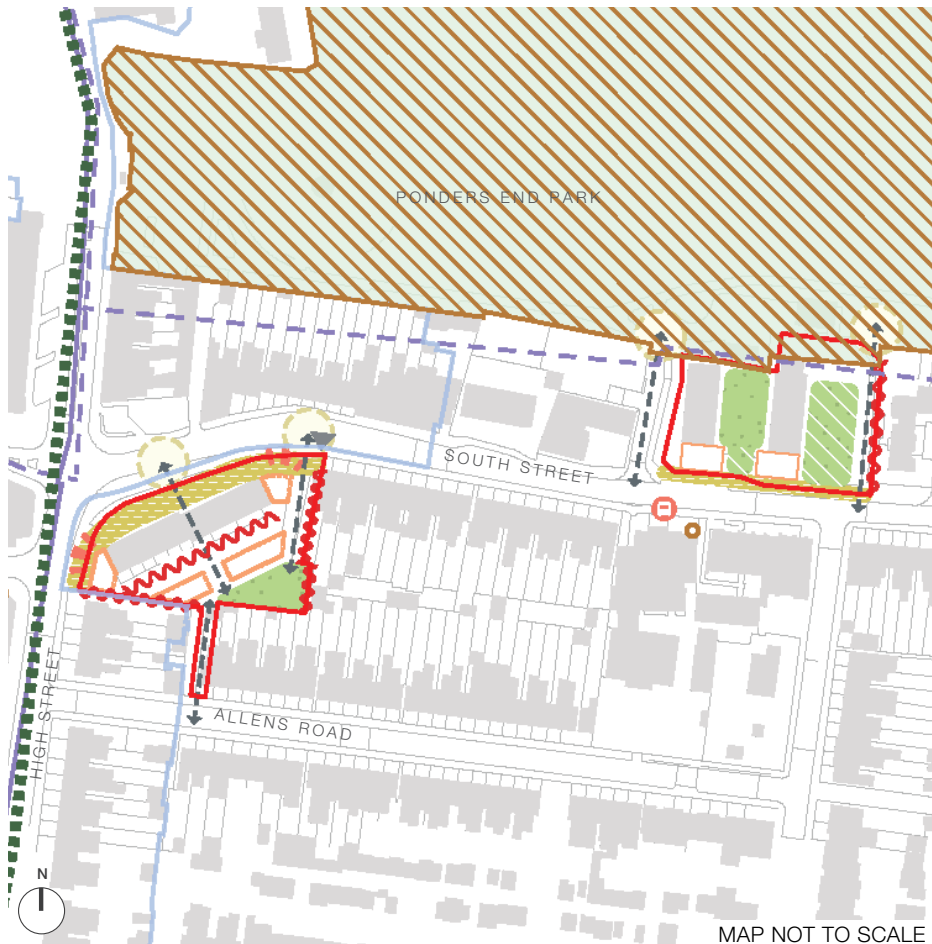 PONDERS END PARK
SOUTH STREET
HIGH STREET
ALLENS ROAD
N
MAP NOT TO SCALE